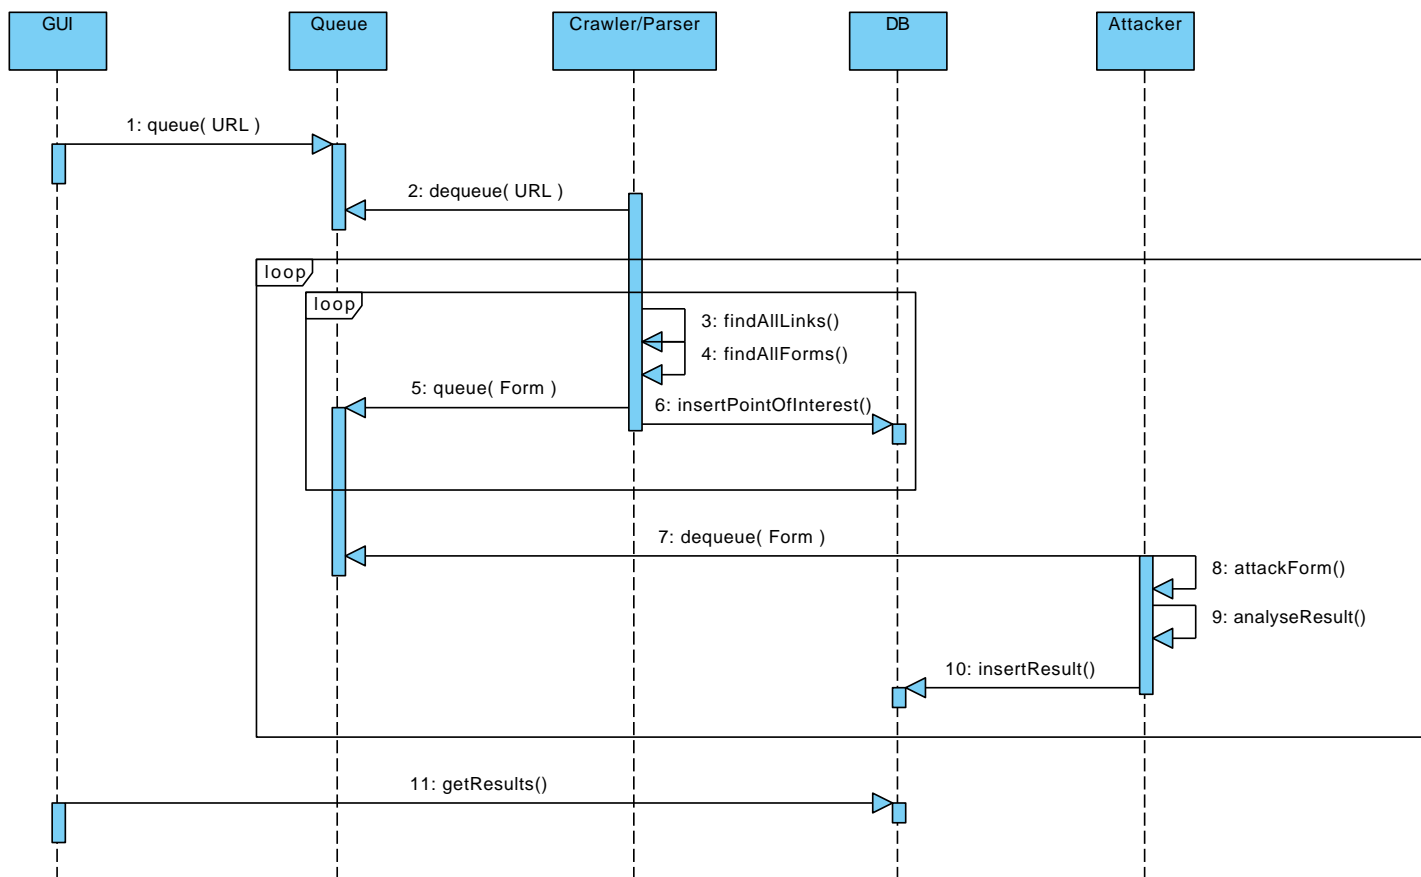 GUI
Queue
Crawler/Parser
DB
Attacker
1: queue( URL )
2: dequeue( URL )
loop
loop
3: findAllLinks()
4: findAllForms()
5: queue( Form )
6: insertPointOfInterest()
7: dequeue( Form )
8: attackForm()
9: analyseResult()
10: insertResult()
11: getResults()